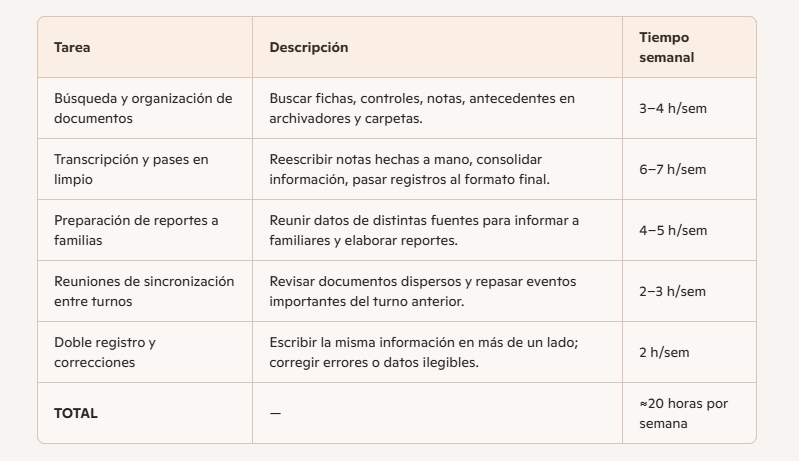 Tarea
Descripción
Tiempo
semanal
Búsqueda y organización de
documentos
Buscar fichas, controles, notas, antecedentes en
archivadores y carpetas.
3–4 h/sem
Transcripción y pases en
limpio
Reescribir notas hechas a mano, consolidar
información, pasar registros al formato final.
6–7 h/sem
Preparación de reportes a
familias
Reunir datos de distintas fuentes para informar a
familiares y elaborar reportes.
4–5 h/sem
Reuniones de sincronización
entre turnos
Revisar documentos dispersos y repasar eventos
importantes del turno anterior.
2–3 h/sem
Doble registro y
correcciones
Escribir la misma información en más de un lado;
corregir errores o datos ilegibles.
2 h/sem
TOTAL
—
≈20 horas por
semana